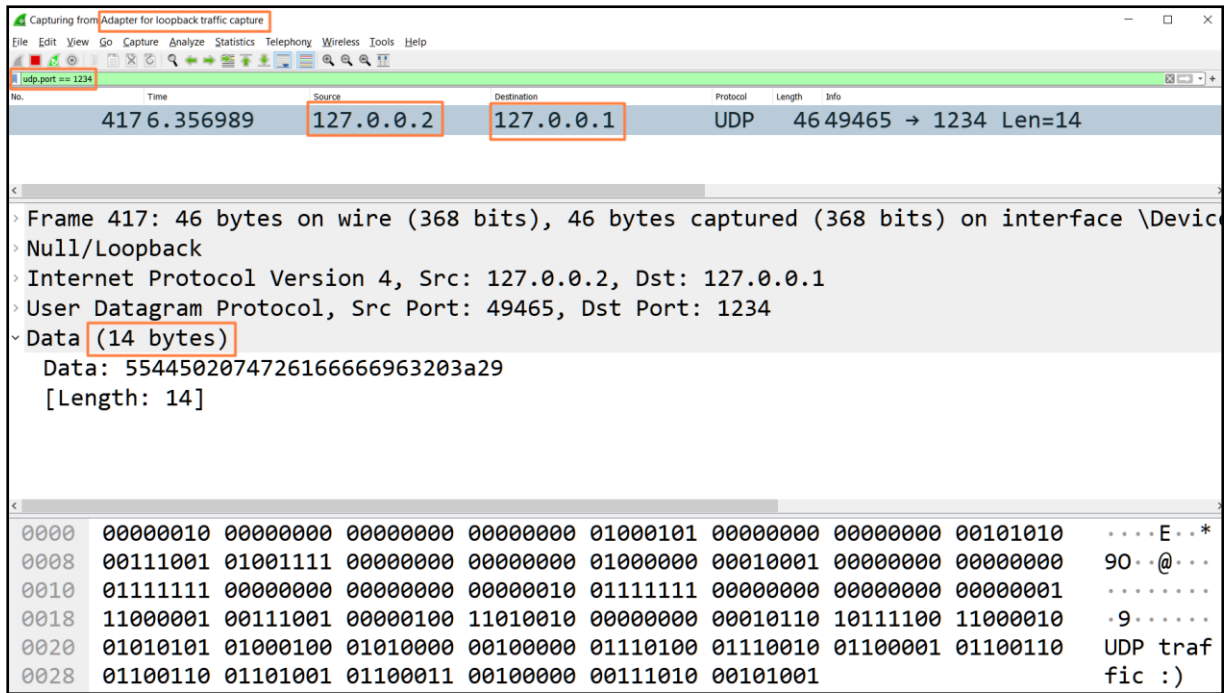 Capturing from Adapter for loopback traffic capture
File Edit View Go Capture Analyze Statistics Telephony Wireless Tools Help
udp.port == 1234
No. Time Source Destination Protocol Length Info
417 6.356989 127.0.0.2 127.0.0.1 UDP 46 49465 → 1234 Len=14
Frame 417: 46 bytes on wire (368 bits), 46 bytes captured (368 bits) on interface \Devic
Null/Loopback
Internet Protocol Version 4, Src: 127.0.0.2, Dst: 127.0.0.1
User Datagram Protocol, Src Port: 49465, Dst Port: 1234
Data (14 bytes)
Data: 5544502074726166666963203a29
[Length: 14]
0000 00000010 00000000 00000000 00000000 01000101 00000000 00000000 00101010 ····E··*
0008 00111001 01001111 00000000 00000000 01000000 00010001 00000000 00000000 9O··@···
0010 01111111 00000000 00000000 00000010 01111111 00000000 00000000 00000001 ········
0018 11000001 00111001 00000100 11010010 00000000 00010110 10111100 11000010 ·9······
0020 01010101 01000100 01010000 00100000 01110100 01110010 01100001 01100110 UDP traf
0028 01100110 01101001 01100011 00100000 00111010 00101001 fic :)